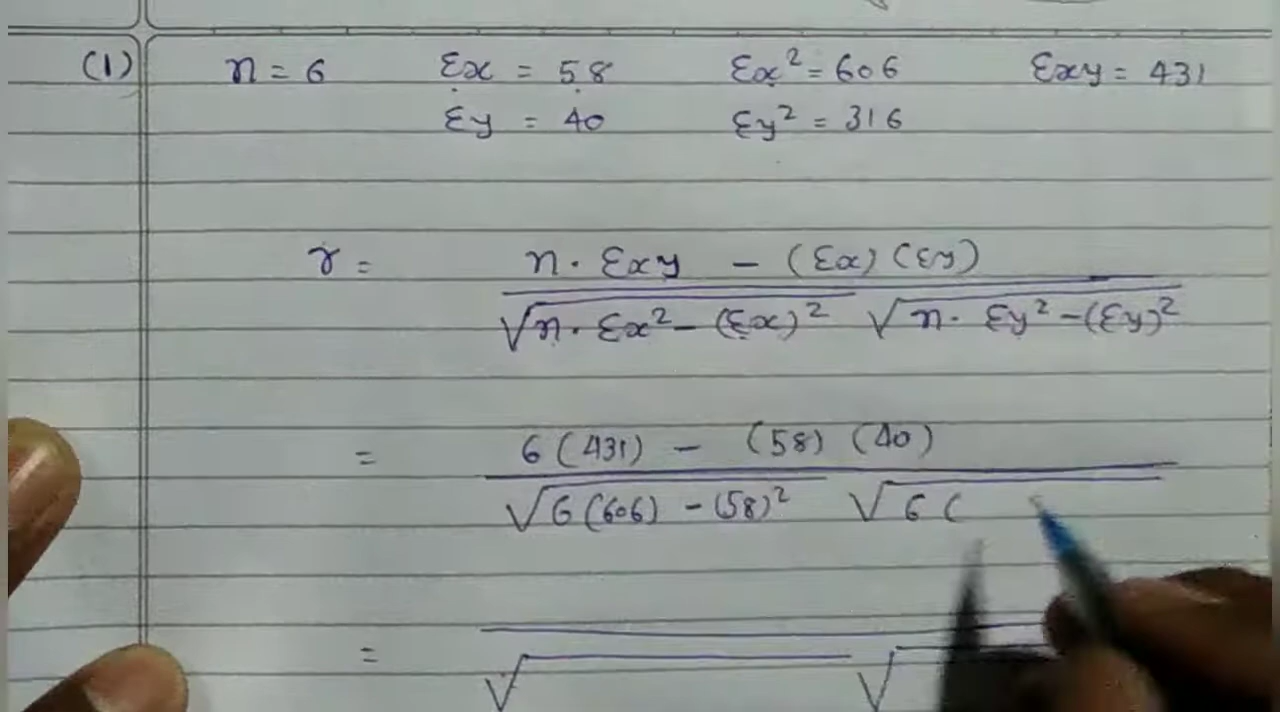 (1) n = 6 Σx = 58 Σx² = 606 Σxy = 431
Σy = 40 Σy² = 316
r = n · Σxy - (Σx) (Σy)
√n · Σx² - (Σx)² √n · Σy² - (Σy)²
= 6 (431) - (58) (40)
√6 (606) - (58)² √6 (
=
√ √